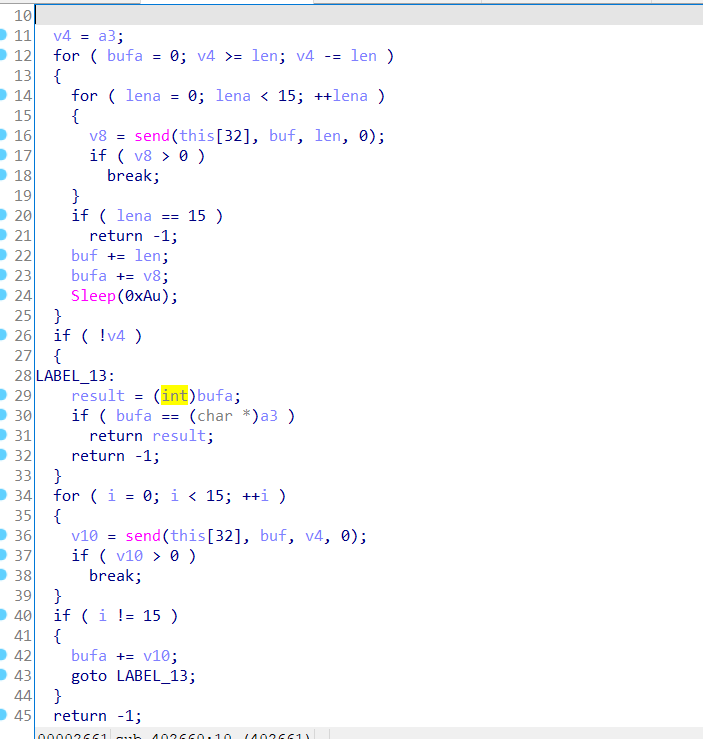 10
11 v4 = a3;
12 for ( bufa = 0; v4 >= len; v4 -= len )
13 {
14 for ( lena = 0; lena < 15; ++lena )
15 {
16 v8 = send(this[32], buf, len, 0);
17 if ( v8 > 0 )
18 break;
19 }
20 if ( lena == 15 )
21 return -1;
22 buf += len;
23 bufa += v8;
24 Sleep(0xAu);
25 }
26 if ( !v4 )
27 {
28 LABEL_13:
29 result = (int)bufa;
30 if ( bufa == (char *)a3 )
31 return result;
32 return -1;
33 }
34 for ( i = 0; i < 15; ++i )
35 {
36 v10 = send(this[32], buf, v4, 0);
37 if ( v10 > 0 )
38 break;
39 }
40 if ( i != 15 )
41 {
42 bufa += v10;
43 goto LABEL_13;
44 }
45 return -1;